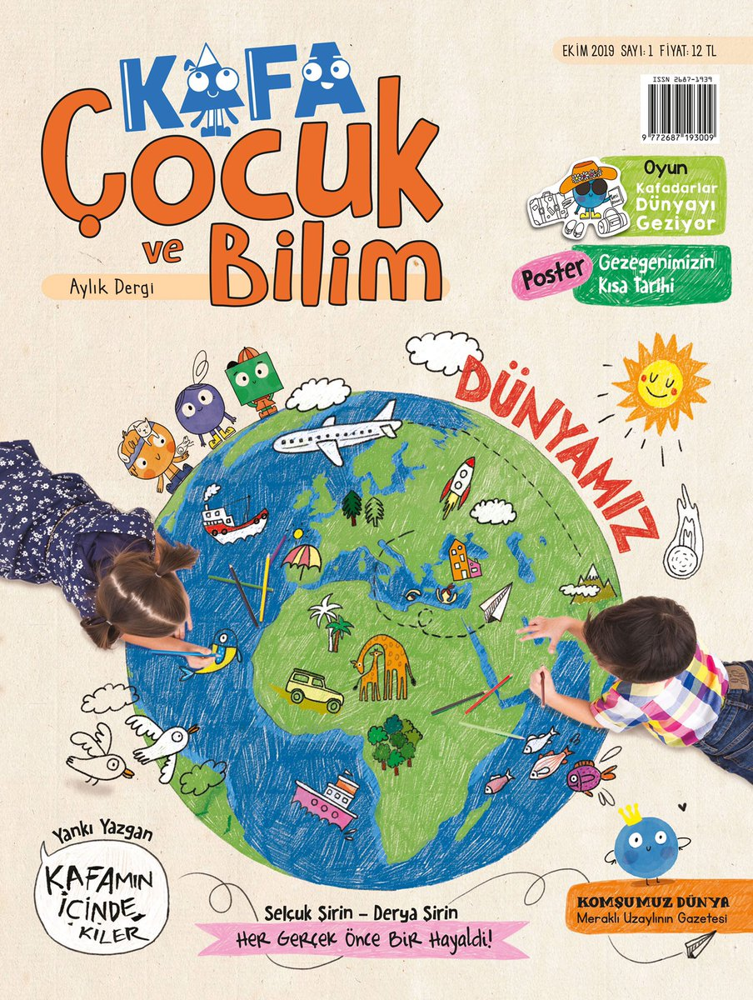 EKİM 2019 SAYI: 1 FİYAT: 12 TL
ISSN 2687-1939
9 772687 193009
KAFA
Çocuk
ve Bilim
Aylık Dergi
Oyun
Kafadarlar
Dünyayı
Geziyor
Poster
Gezegenimizin
Kısa Tarihi
DÜNYAMIZ
Yankı Yazgan
KAFAMIN
İÇİNDE
KİLER
Selçuk Şirin – Derya Şirin
Her Gerçek Önce Bir Hayaldi!
KOMŞUMUZ DÜNYA
Meraklı Uzaylının Gazetesi